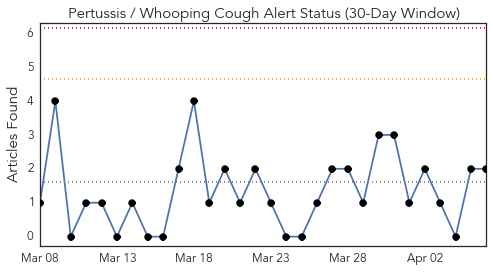 Pertussis / Whooping Cough Alert Status (30-Day Window)
Articles Found
6
5
4
3
2
1
0
Mar 08 Mar 13 Mar 18 Mar 23 Mar 28 Apr 02